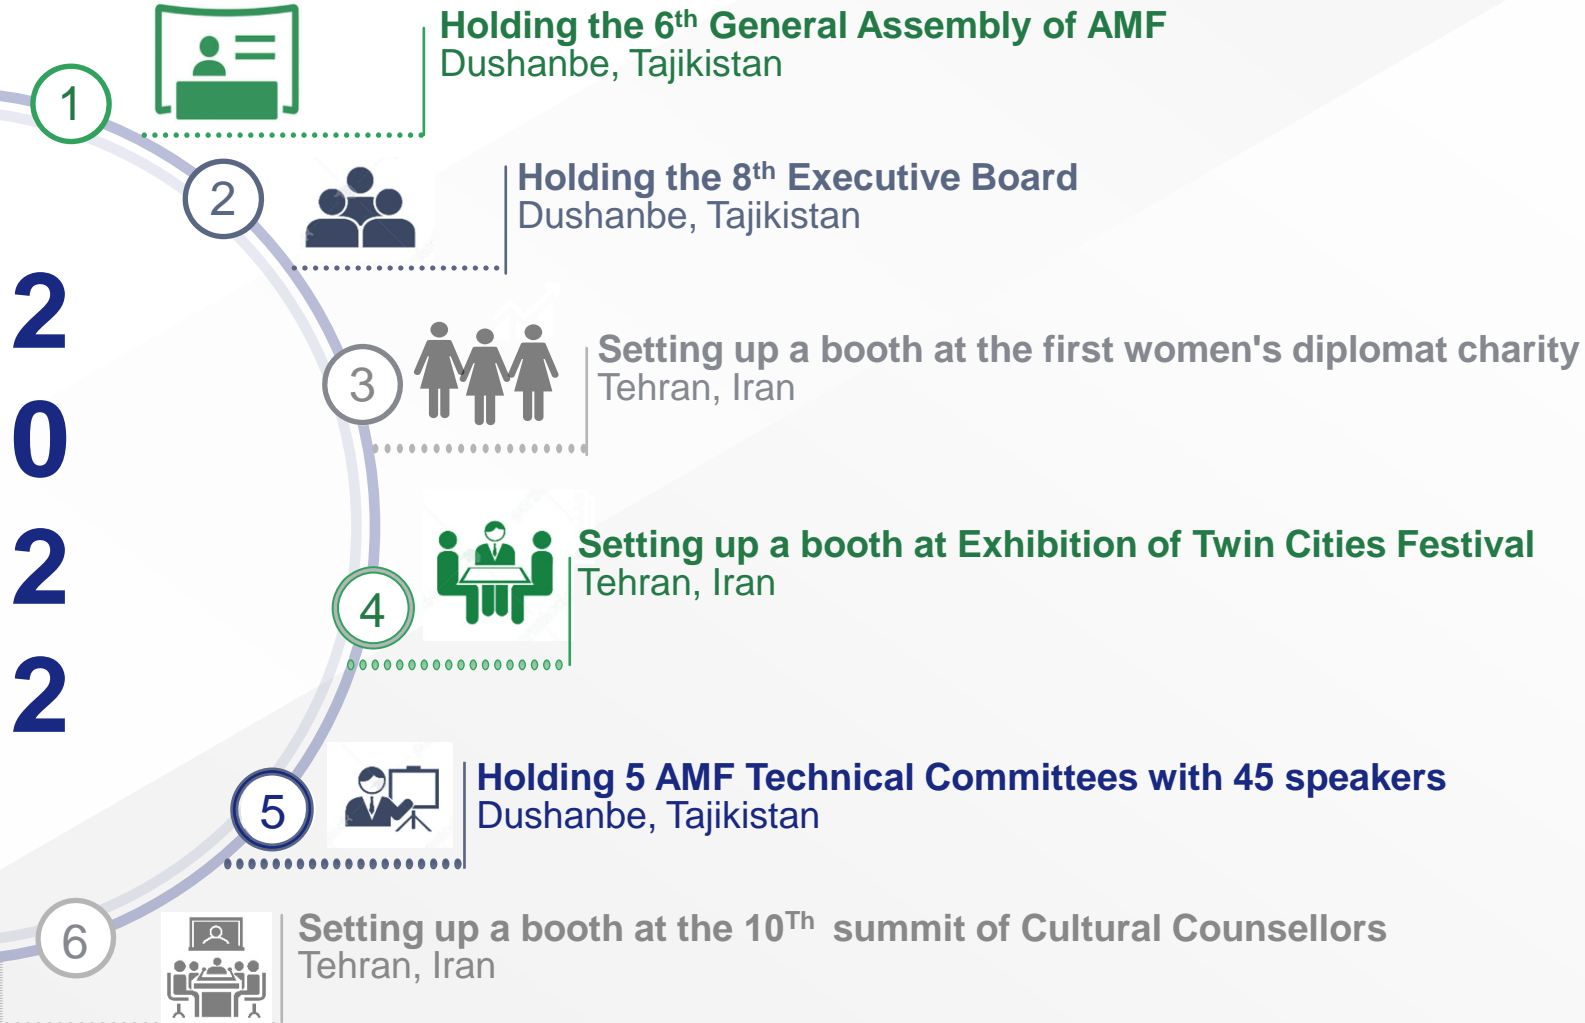 2
0
2
2
1
Holding the 6th General Assembly of AMF
Dushanbe, Tajikistan
2
Holding the 8th Executive Board
Dushanbe, Tajikistan
3
Setting up a booth at the first women's diplomat charity
Tehran, Iran
4
Setting up a booth at Exhibition of Twin Cities Festival
Tehran, Iran
5
Holding 5 AMF Technical Committees with 45 speakers
Dushanbe, Tajikistan
6
Setting up a booth at the 10Th summit of Cultural Counsellors
Tehran, Iran